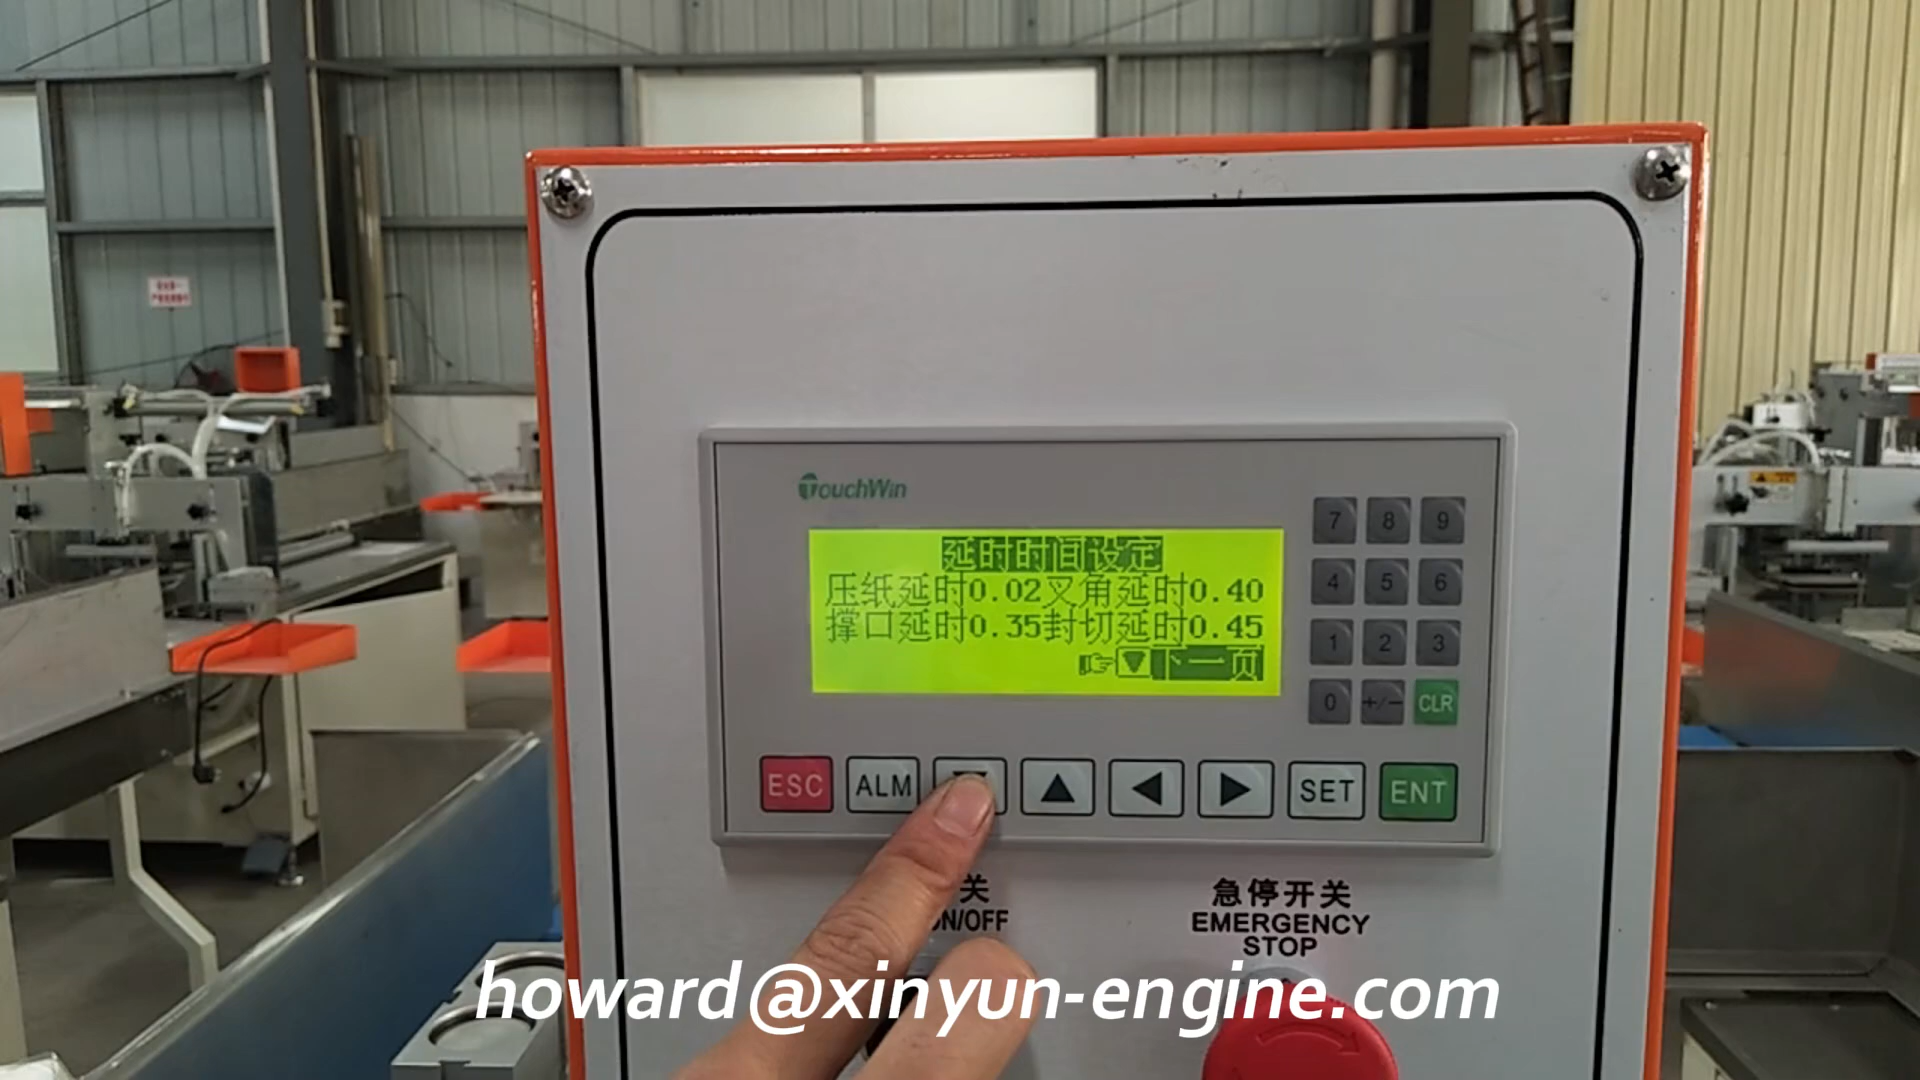 TouchWin
延时时间设定
压纸延时0.02叉角延时0.40
撑口延时0.35封切延时0.45
下一页
7 8 9
4 5 6
1 2 3
0 +/- CLR
ESC ALM SET ENT
关
ON/OFF
急停开关
EMERGENCY
STOP
howard@xinyun-engine.com